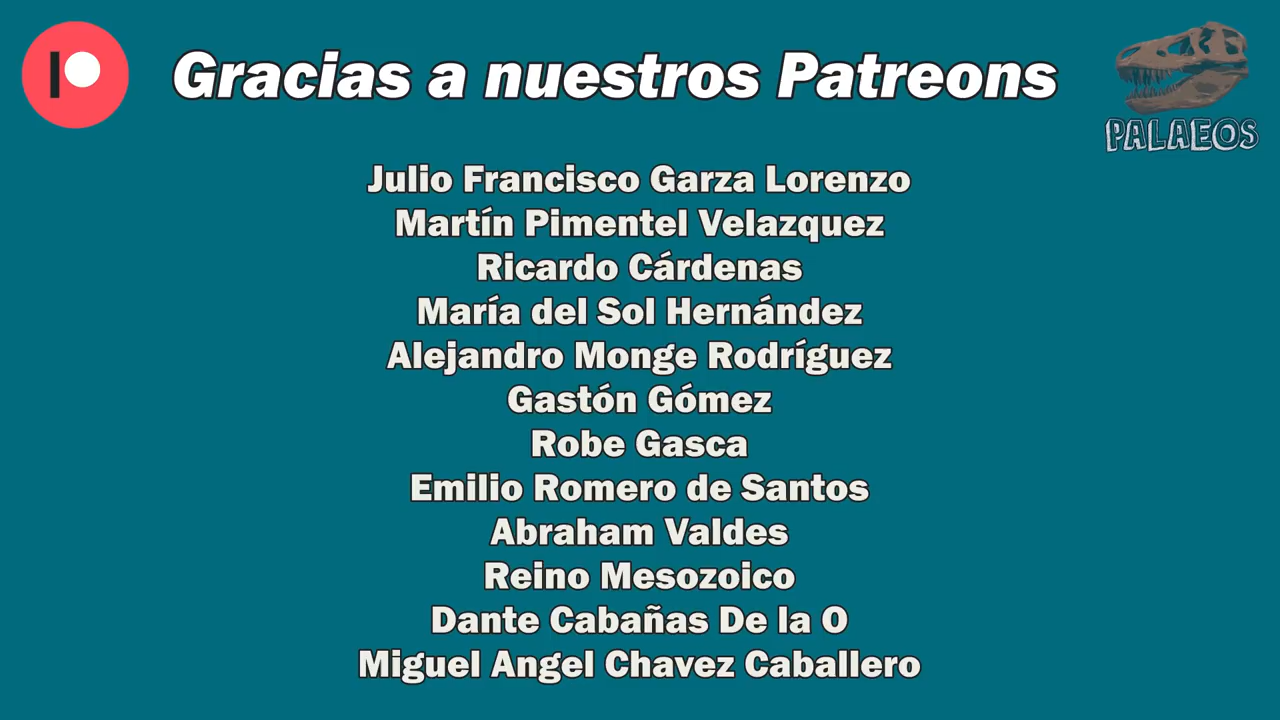 Gracias a nuestros Patreons
PALAEOS
Julio Francisco Garza Lorenzo
Martín Pimentel Velazquez
Ricardo Cárdenas
María del Sol Hernández
Alejandro Monge Rodríguez
Gastón Gómez
Robe Gasca
Emilio Romero de Santos
Abraham Valdes
Reino Mesozoico
Dante Cabañas De la O
Miguel Angel Chavez Caballero